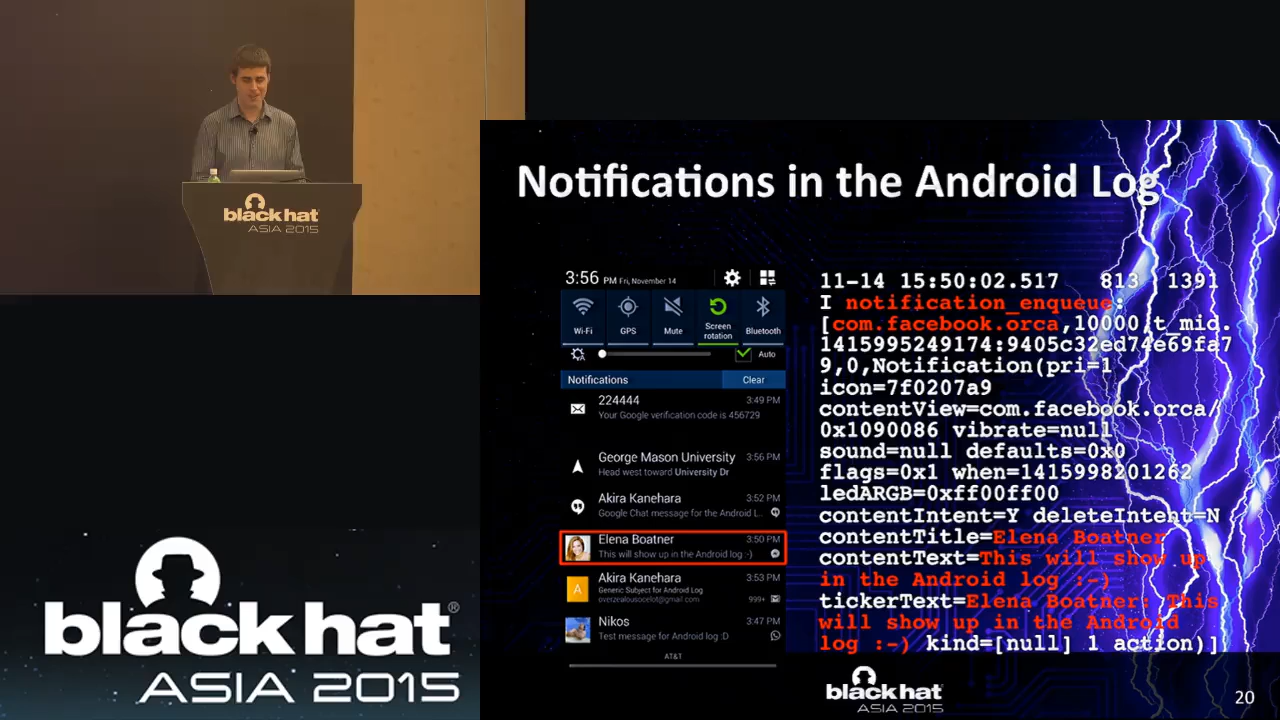 black hat
ASIA 2015
Notifications in the Android Log
3:56 PM Fri, November 14
Wi-Fi
GPS
Mute
Screen rotation
Bluetooth
Auto
Notifications
Clear
224444
3:49 PM
Your Google verification code is 456729
George Mason University
3:56 PM
Head west toward University Dr
Akira Kanehara
3:52 PM
Google Chat message for the Android L..
Elena Boatner
3:50 PM
This will show up in the Android log :-)
Akira Kanehara
3:53 PM
Generic Subject for Android Log
overzealousocelot@gmail.com
999+
A
Nikos
3:47 PM
Test message for Android log :D
AT&T
11-14 15:50:02.517 813 1391
I notification_enqueue:
[com.facebook.orca,10000,t_mid.
1415995249174:9405c32ed74e69fa7
9,0,Notification(pri=1
icon=7f0207a9
contentView=com.facebook.orca/
0x1090086 vibrate=null
sound=null defaults=0x0
flags=0x1 when=1415998201262
ledARGB=0xff00ff00
contentIntent=Y deleteIntent=N
contentTitle=Elena Boatner
contentText=This will show up
in the Android log :-)
tickerText=Elena Boatner: This
will show up in the Android
log :-) kind=[null] 1 action)]
black hat®
ASIA 2015
black hat
ASIA 2015
20